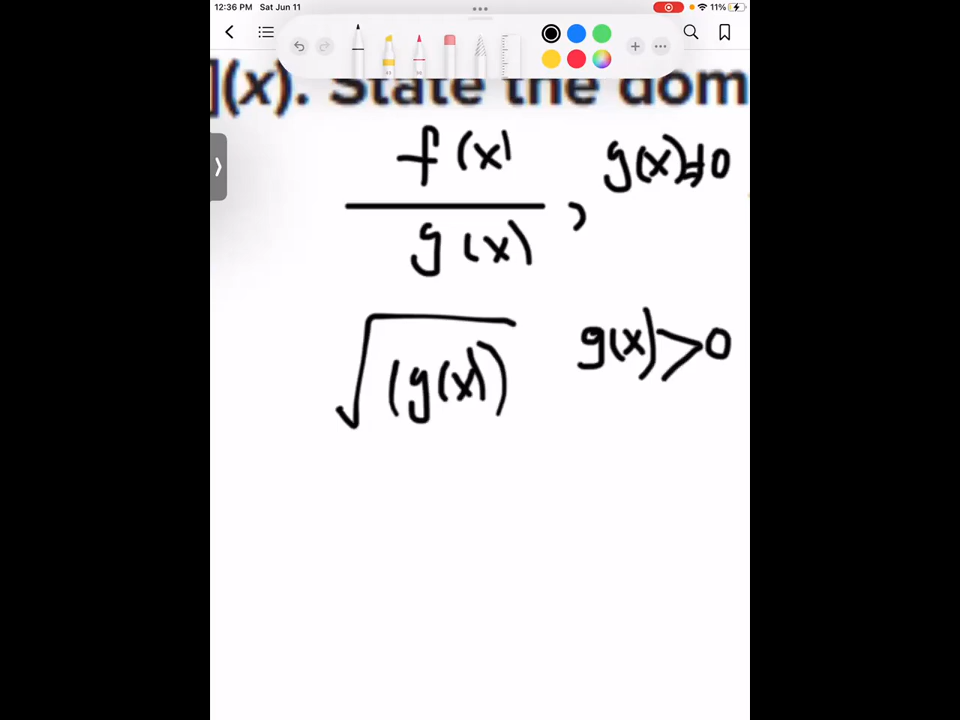 12:36 PM Sat Jun 11
11%
](x). State the dom
f(x)
g(x) , g(x)≠0
√(g(x)) g(x)>0